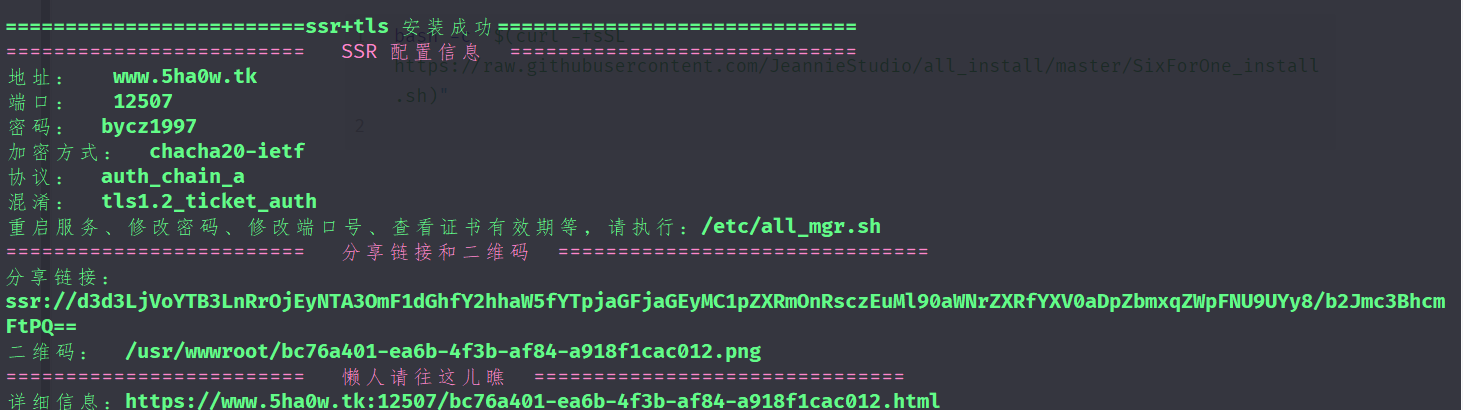 =========================ssr+tls 安装成功==============================
========================= SSR 配置信息 =============================
地址： www.5ha0w.tk
端口： 12507
密码： bycz1997
加密方式： chacha20-ietf
协议： auth_chain_a
混淆： tls1.2_ticket_auth
重启服务、修改密码、修改端口号、查看证书有效期等，请执行：/etc/all_mgr.sh
========================= 分享链接和二维码 ===============================
分享链接：
ssr://d3d3LjVoYTB3LnRrOjEyNTA3OmF1dGhfY2hhaW5fYTpjaGFjaGEyMC1pZXRmOnRsczEuMl90aWNrZXRfYXV0aDpZbmxqZWpFNU9UYy8/b2Jmc3BhcmFtPQ==
二维码： /usr/wwwroot/bc76a401-ea6b-4f3b-af84-a918f1cac012.png
========================= 懒人请往这儿瞧 ===============================
详细信息：https://www.5ha0w.tk:12507/bc76a401-ea6b-4f3b-af84-a918f1cac012.html
https://raw.githubusercontent.com/JeannieStudio/all_install/master/SixForOne_install
.sh)"
2